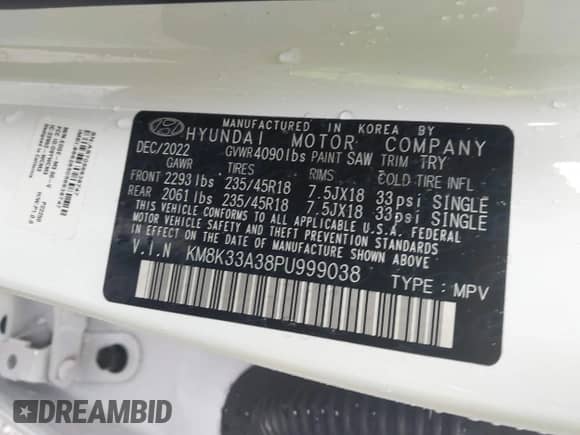 MANUFACTURED IN KOREA BY
HYUNDAI MOTOR COMPANY
DEC/2022 GVWR4090lbs PAINT SAW TRIM TRY
GAWR TIRES RIMS COLD TIRE INFL
FRONT 2293lbs 235/45R18 7.5JX18 33psi SINGLE
REAR 2061lbs 235/45R18 7.5JX18 33psi SINGLE
THIS VEHICLE CONFORMS TO ALL APPLICABLE U.S.A. FEDERAL
MOTOR VEHICLE SAFETY, BUMPER, AND THEFT PREVENTION
STANDARDS IN EFFECT ON THE DATE OF MANUFACTURE SHOWN ABOVE.
V.I.N KM8K33A38PU999038
TYPE: MPV
DREAMBID